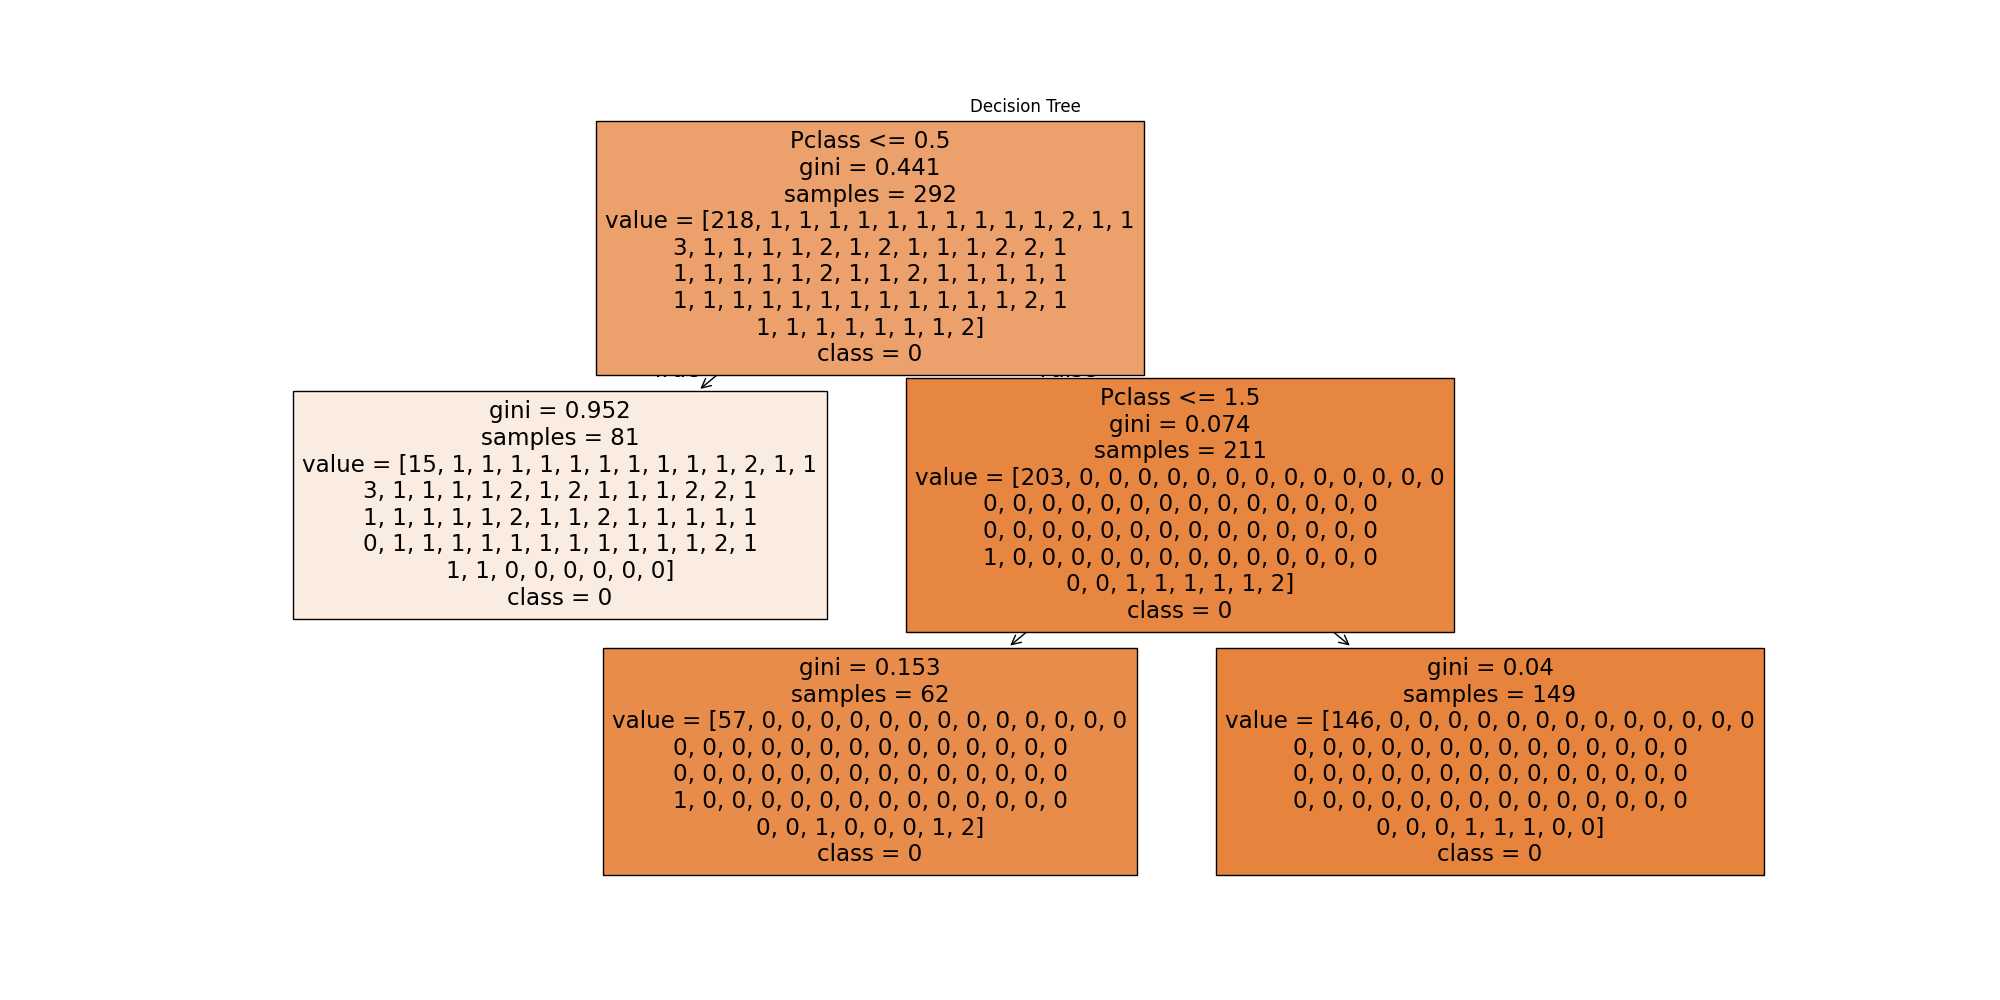 Decision Tree
Pclass <= 0.5
gini = 0.441
samples = 292
value = [218, 1, 1, 1, 1, 1, 1, 1, 1, 1, 1, 2, 1, 1
3, 1, 1, 1, 1, 2, 1, 2, 1, 1, 1, 2, 2, 1
1, 1, 1, 1, 1, 2, 1, 1, 2, 1, 1, 1, 1, 1
1, 1, 1, 1, 1, 1, 1, 1, 1, 1, 1, 1, 2, 1
1, 1, 1, 1, 1, 1, 1, 2]
class = 0
gini = 0.952
samples = 81
value = [15, 1, 1, 1, 1, 1, 1, 1, 1, 1, 1, 2, 1, 1
3, 1, 1, 1, 1, 2, 1, 2, 1, 1, 1, 2, 2, 1
1, 1, 1, 1, 1, 2, 1, 1, 2, 1, 1, 1, 1, 1
0, 1, 1, 1, 1, 1, 1, 1, 1, 1, 1, 1, 2, 1
1, 1, 0, 0, 0, 0, 0, 0]
class = 0
Pclass <= 1.5
gini = 0.074
samples = 211
value = [203, 0, 0, 0, 0, 0, 0, 0, 0, 0, 0, 0, 0, 0
0, 0, 0, 0, 0, 0, 0, 0, 0, 0, 0, 0, 0, 0
0, 0, 0, 0, 0, 0, 0, 0, 0, 0, 0, 0, 0, 0
1, 0, 0, 0, 0, 0, 0, 0, 0, 0, 0, 0, 0, 0
0, 0, 1, 1, 1, 1, 1, 2]
class = 0
gini = 0.153
samples = 62
value = [57, 0, 0, 0, 0, 0, 0, 0, 0, 0, 0, 0, 0, 0
0, 0, 0, 0, 0, 0, 0, 0, 0, 0, 0, 0, 0, 0
0, 0, 0, 0, 0, 0, 0, 0, 0, 0, 0, 0, 0, 0
1, 0, 0, 0, 0, 0, 0, 0, 0, 0, 0, 0, 0, 0
0, 0, 1, 0, 0, 0, 1, 2]
class = 0
gini = 0.04
samples = 149
value = [146, 0, 0, 0, 0, 0, 0, 0, 0, 0, 0, 0, 0, 0
0, 0, 0, 0, 0, 0, 0, 0, 0, 0, 0, 0, 0, 0
0, 0, 0, 0, 0, 0, 0, 0, 0, 0, 0, 0, 0, 0
0, 0, 0, 0, 0, 0, 0, 0, 0, 0, 0, 0, 0, 0
0, 0, 0, 1, 1, 1, 0, 0]
class = 0